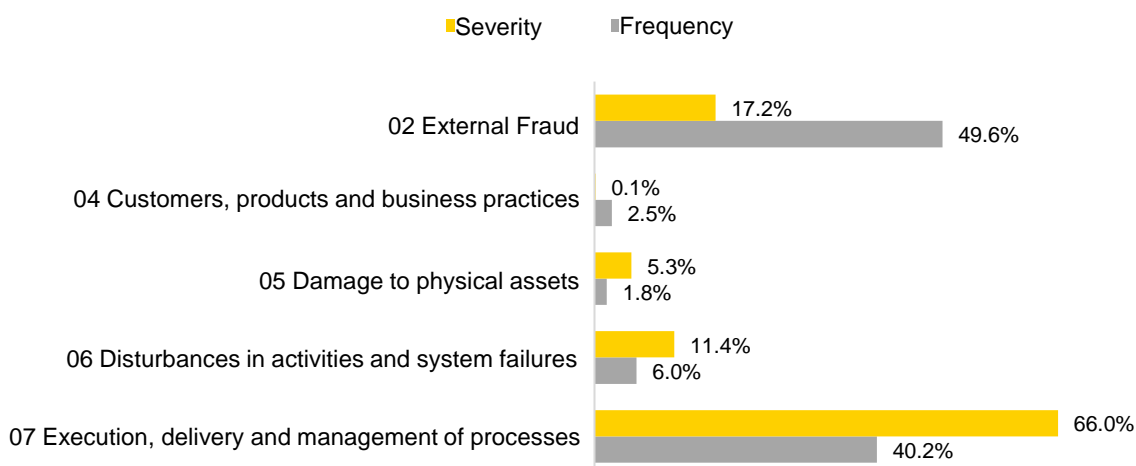 Severity Frequency
02 External Fraud
17.2%
49.6%
04 Customers, products and business practices
0.1%
2.5%
05 Damage to physical assets
5.3%
1.8%
06 Disturbances in activities and system failures
11.4%
6.0%
07 Execution, delivery and management of processes
66.0%
40.2%